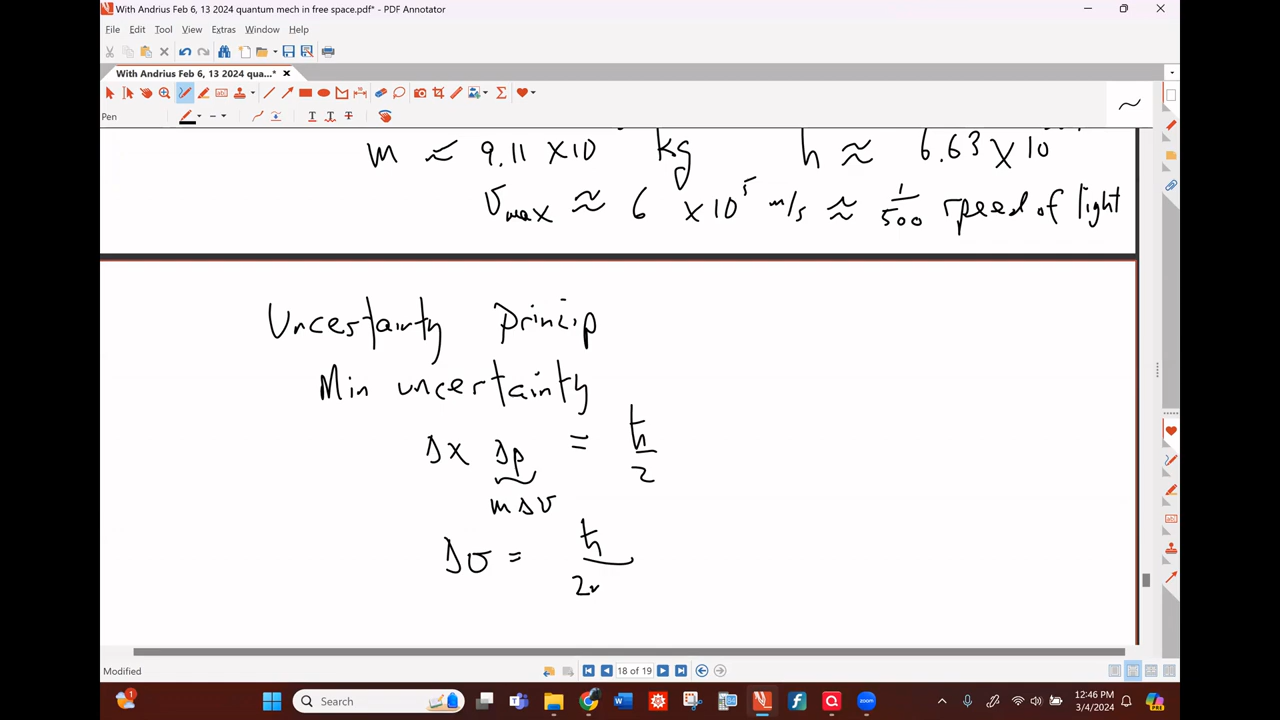 With Andrius Feb 6, 13 2024 quantum mech in free space.pdf* - PDF Annotator
File Edit Tool View Extras Window Help
With Andrius Feb 6, 13 2024 qua...*
Pen
m ≈ 9.11 ×10 kg h ≈ 6.63 ×10
v_max ≈ 6 ×10^5 m/s ≈ 1/500 speed of light
Uncertainty princip
Min uncertainty
Δx Δp = ħ/2
mΔv
Δv = ħ/2
Modified
18 of 19
Search
12:46 PM
3/4/2024